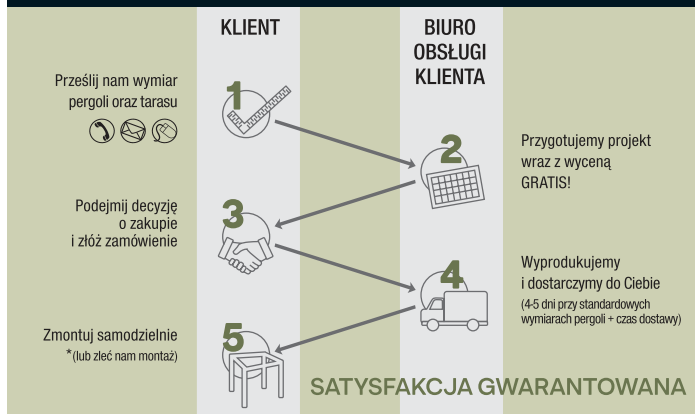 KLIENT
BIURO
OBSŁUGI
KLIENTA
Prześlij nam wymiar
pergoli oraz tarasu
1
2
Przygotujemy projekt
wraz z wyceną
GRATIS!
Podejmij decyzję
o zakupie
i złóż zamówienie
3
4
Wyprodukujemy
i dostarczymy do Ciebie
(4-5 dni przy standardowych
wymiarach pergoli + czas dostawy)
Zmontuj samodzielnie
*(lub zleć nam montaż)
5
SATYSFAKCJA GWARANTOWANA